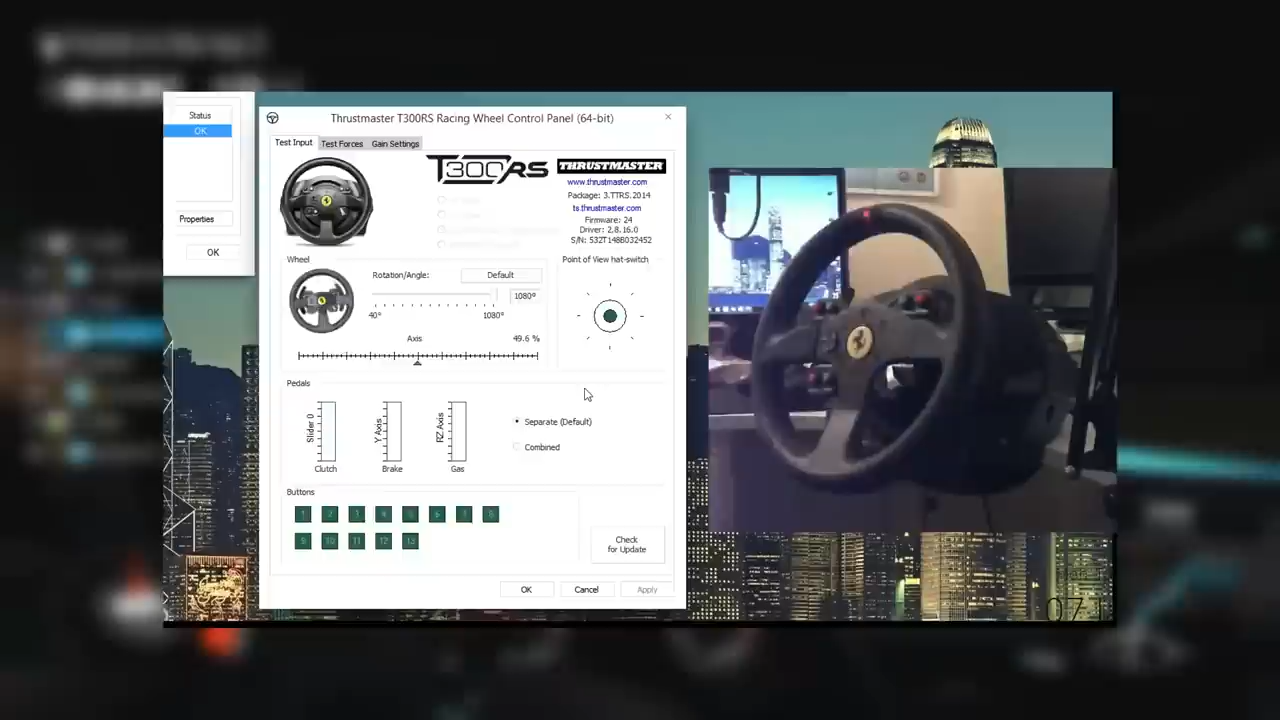 Status
OK
Properties
OK
Thrustmaster T300RS Racing Wheel Control Panel (64-bit)
Test Input
Test Forces
Gain Settings
T300RS
THRUSTMASTER
www.thrustmaster.com
Package: 3.TTRS.2014
ts.thrustmaster.com
Firmware: 24
Driver: 2.8.16.0
S/N: 532T148B032452
Wheel
Rotation/Angle:
Default
1080°
40°
1080°
Axis
49.6 %
Point of View hat-switch
Pedals
Slider 0
Y Axis
RZ Axis
Clutch
Brake
Gas
Separate (Default)
Combined
Buttons
1 2 3 4 5 6 7 8
9 10 11 12 13
Check
for Update
OK
Cancel
Apply